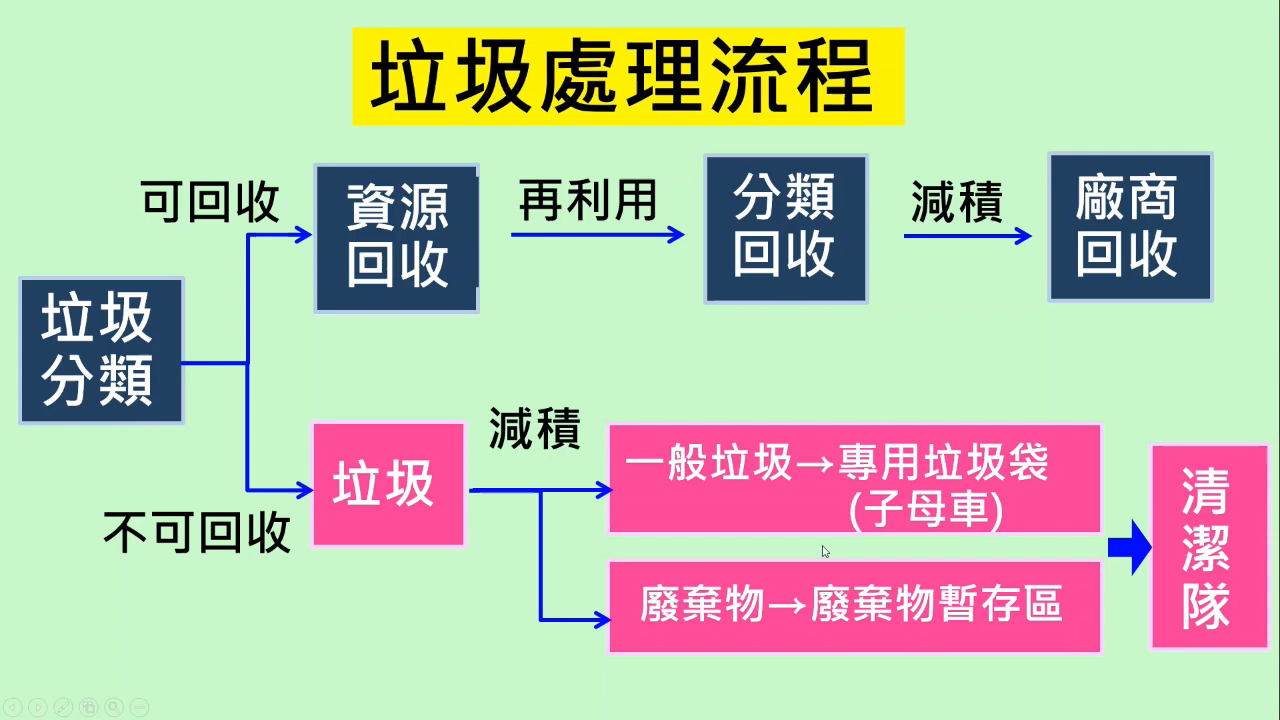 垃圾處理流程
可回收
資源
回收
再利用
分類
回收
減積
廠商
回收
垃圾
分類
不可回收
垃圾
減積
一般垃圾→專用垃圾袋
(子母車)
廢棄物→廢棄物暫存區
清
潔
隊